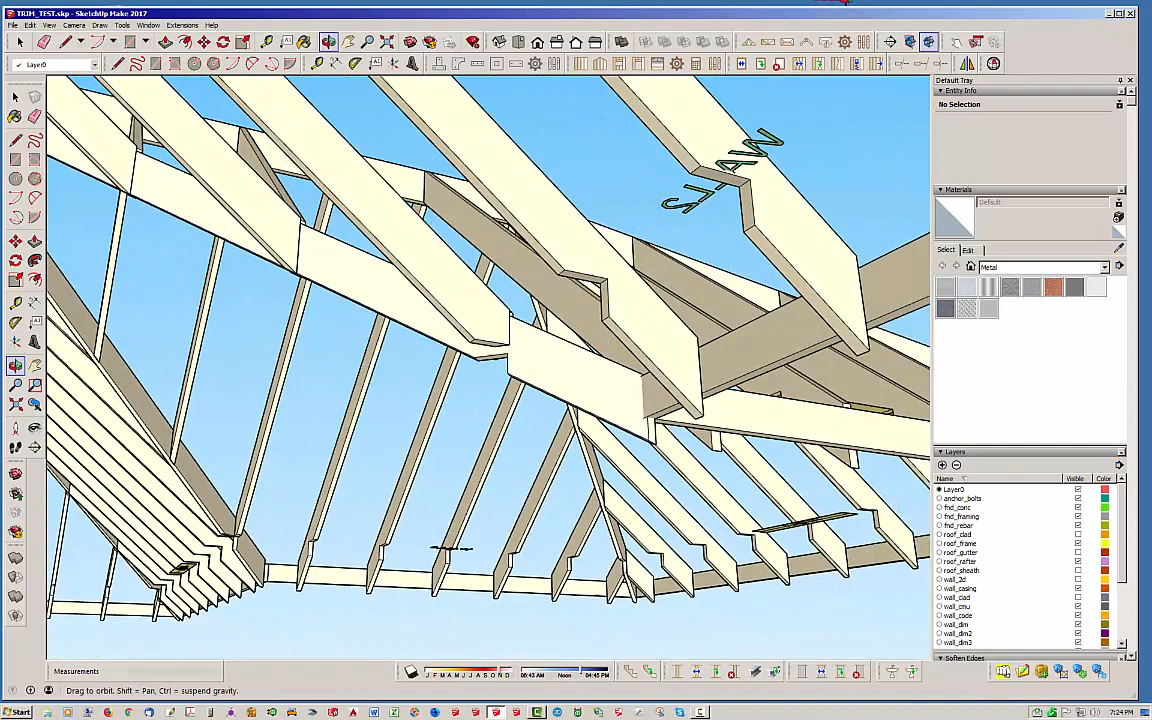 TRIM_TEST.skp - SketchUp Make 2017
File Edit View Camera Draw Tools Window Extensions Help
Layer0
Default Tray
Entity Info
No Selection
Materials
Default
Select Edit
Metal
Layers
Name Visible Color
Layer0
anchor_bolts
fnd_conc
fnd_framing
fnd_rebar
roof_clad
roof_frame
roof_gutter
roof_rafter
roof_sheath
wall_2d
wall_casing
wall_clad
wall_cmu
wall_code
wall_dim
wall_dim2
wall_dim3
Soften Edges
Measurements
J F M A M J J A S O N D
06:43 AM Noon 04:45 PM
Drag to orbit. Shift = Pan, Ctrl = suspend gravity.
Start
7:24 PM